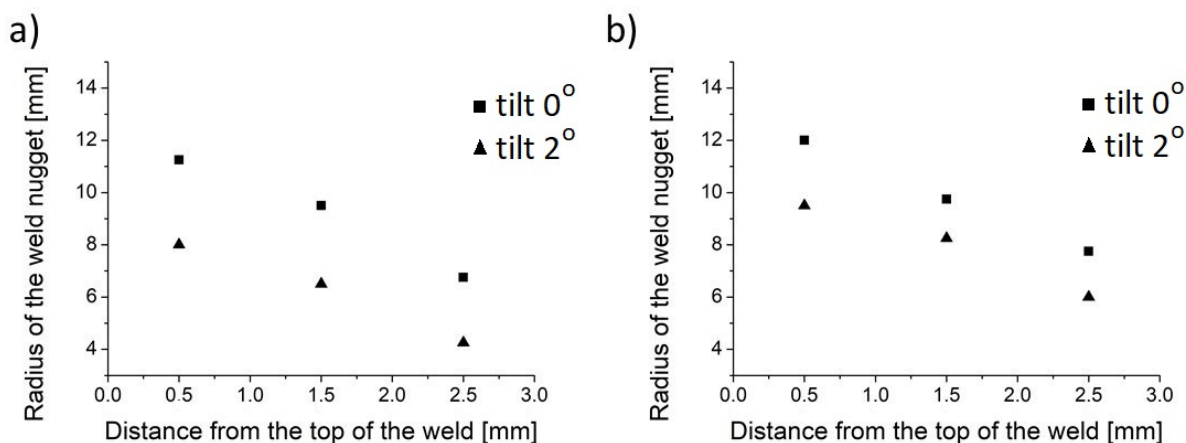 a)
Radius of the weld nugget [mm]
14
12
10
8
6
4
0.0 0.5 1.0 1.5 2.0 2.5 3.0
Distance from the top of the weld [mm]
tilt 0°
tilt 2°
b)
Radius of the weld nugget [mm]
14
12
10
8
6
4
0.0 0.5 1.0 1.5 2.0 2.5 3.0
Distance from the top of the weld [mm]
tilt 0°
tilt 2°